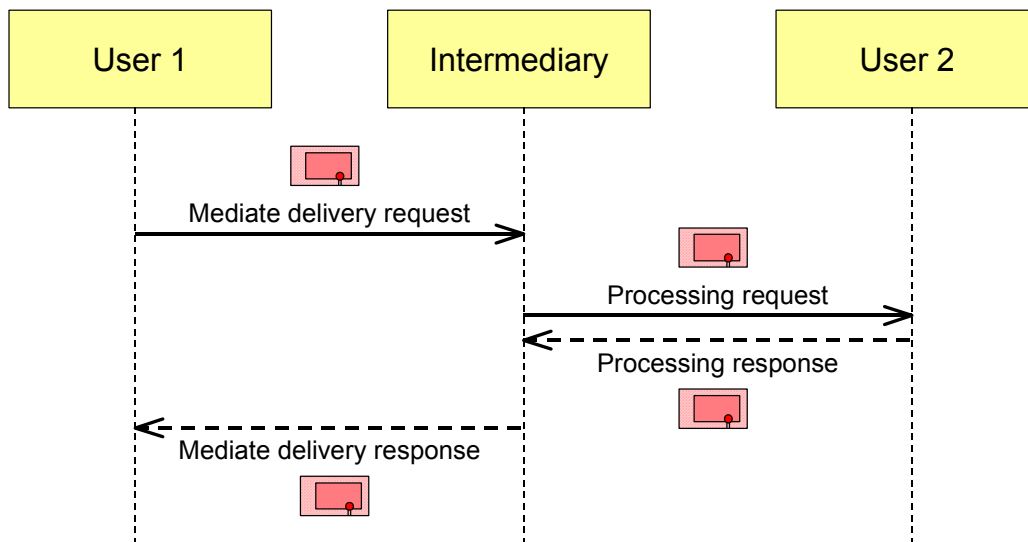 User 1
Intermediary
User 2
Mediate delivery request
Processing request
Processing response
Mediate delivery response